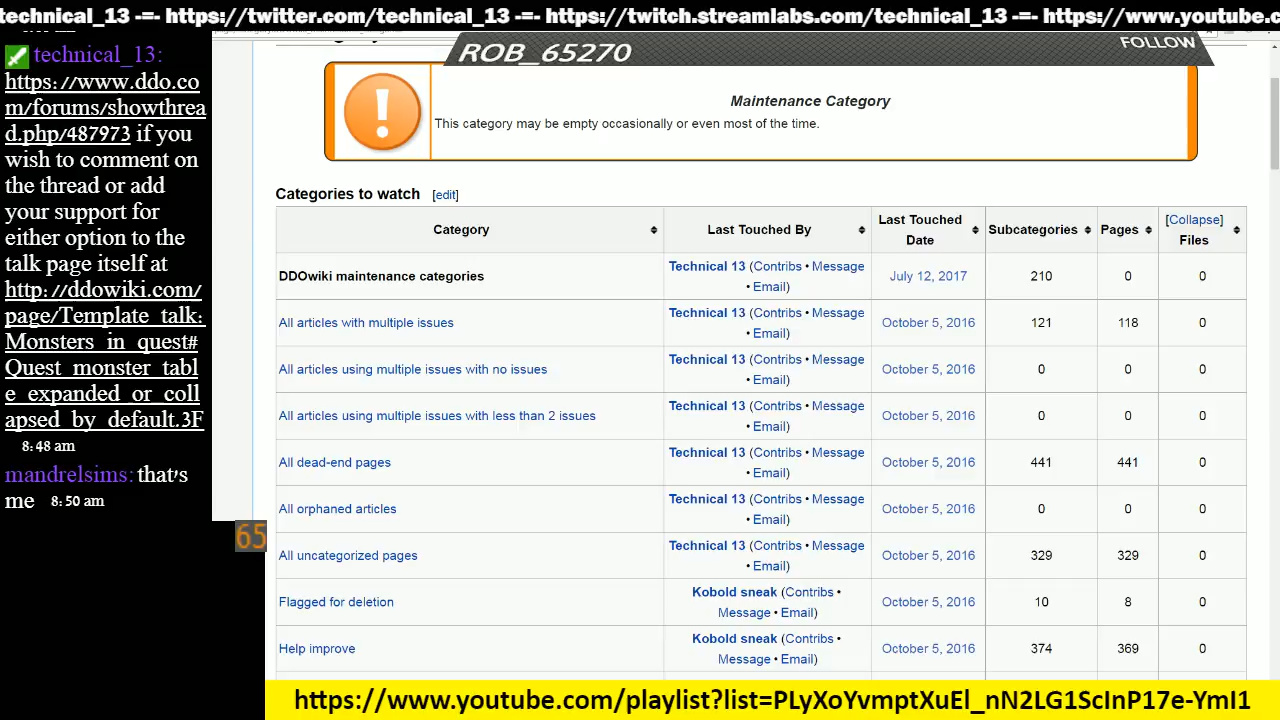 technical_13 -=- https://twitter.com/technical_13 -=- https://twitch.streamlabs.com/technical_13 -=- https://www.youtube.c
technical_13:
https://www.ddo.co
m/forums/showthrea
d.php/487973 if you
wish to comment on
the thread or add
your support for
either option to the
talk page itself at
http://ddowiki.com/
page/Template_talk:
Monsters_in_quest#
Quest_monster_tabl
e_expanded_or_coll
apsed_by_default.3F
8:48 am
mandrelsims: that's
me 8:50 am
65
ROB_65270
FOLLOW
Maintenance Category
This category may be empty occasionally or even most of the time.
Categories to watch [edit]
Category Last Touched By Last Touched Date Subcategories Pages [Collapse] Files
DDOwiki maintenance categories Technical 13 (Contribs • Message • Email) July 12, 2017 210 0 0
All articles with multiple issues Technical 13 (Contribs • Message • Email) October 5, 2016 121 118 0
All articles using multiple issues with no issues Technical 13 (Contribs • Message • Email) October 5, 2016 0 0 0
All articles using multiple issues with less than 2 issues Technical 13 (Contribs • Message • Email) October 5, 2016 0 0 0
All dead-end pages Technical 13 (Contribs • Message • Email) October 5, 2016 441 441 0
All orphaned articles Technical 13 (Contribs • Message • Email) October 5, 2016 0 0 0
All uncategorized pages Technical 13 (Contribs • Message • Email) October 5, 2016 329 329 0
Flagged for deletion Kobold sneak (Contribs • Message • Email) October 5, 2016 10 8 0
Help improve Kobold sneak (Contribs • Message • Email) October 5, 2016 374 369 0
https://www.youtube.com/playlist?list=PLyXoYvmptXuEl_nN2LG1ScInP17e-YmI1